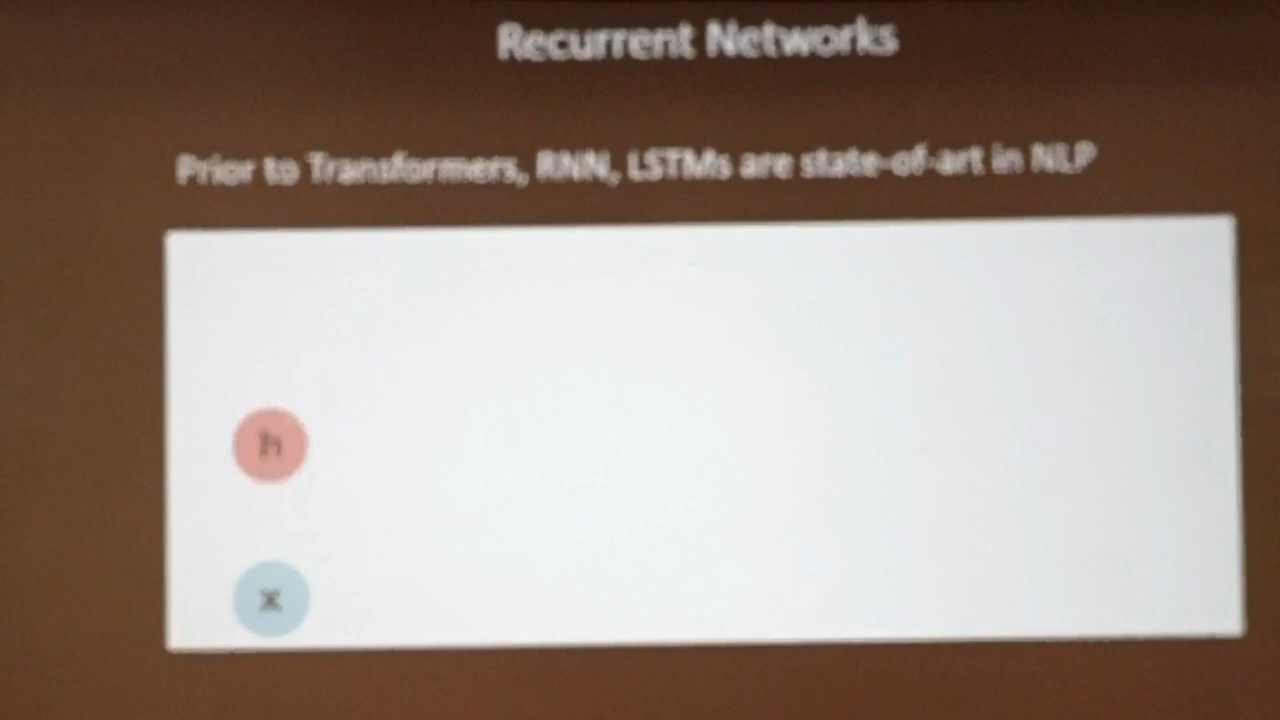 Recurrent Networks
Prior to Transformers, RNN, LSTMs are state-of-art in NLP
h
x